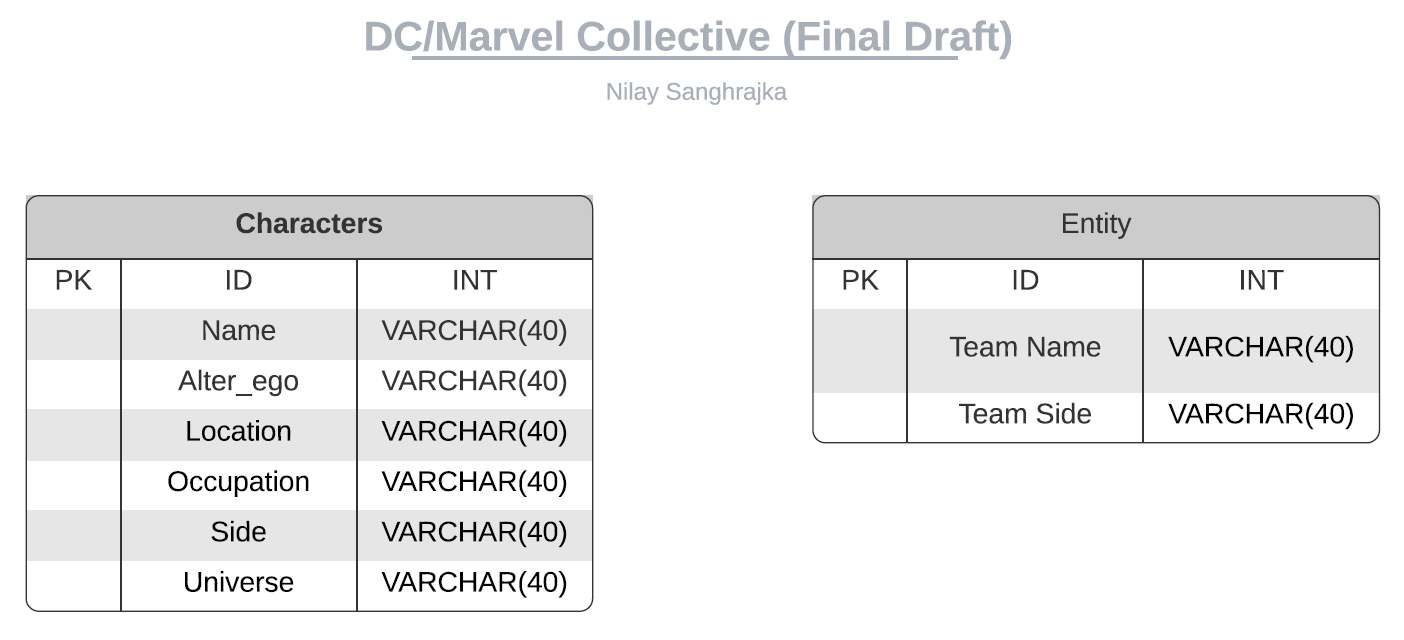 DC/Marvel Collective (Final Draft)
Nilay Sanghrajka
Characters
PK ID INT
Name VARCHAR(40)
Alter_ego VARCHAR(40)
Location VARCHAR(40)
Occupation VARCHAR(40)
Side VARCHAR(40)
Universe VARCHAR(40)
Entity
PK ID INT
Team Name VARCHAR(40)
Team Side VARCHAR(40)